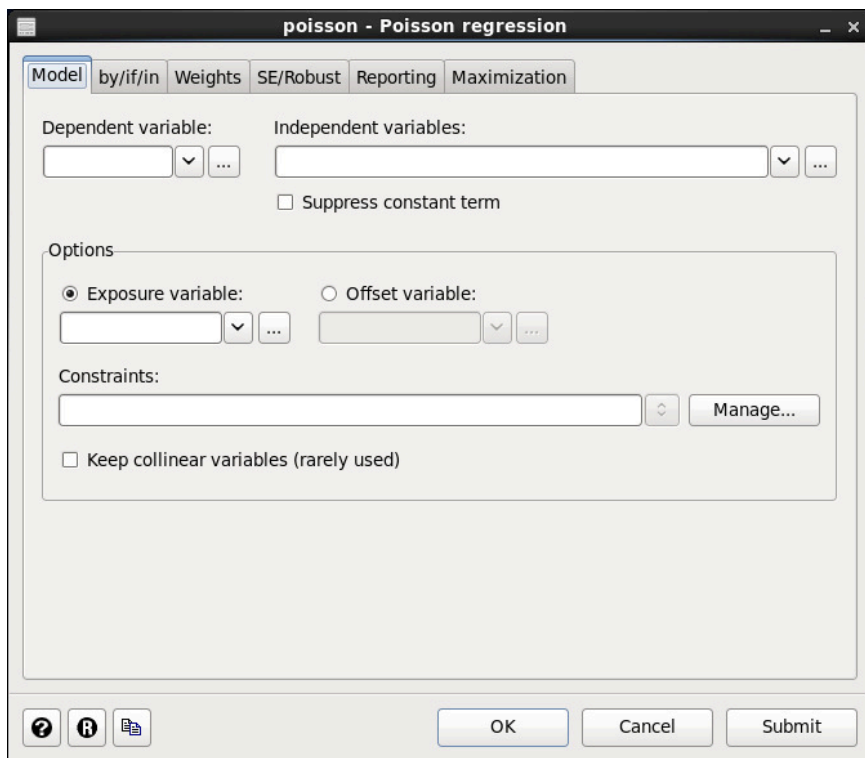 poisson - Poisson regression
Model by/if/in Weights SE/Robust Reporting Maximization
Dependent variable: Independent variables:
... ...
Suppress constant term
Options
Exposure variable: Offset variable:
... ...
Constraints:
Manage...
Keep collinear variables (rarely used)
? R OK Cancel Submit